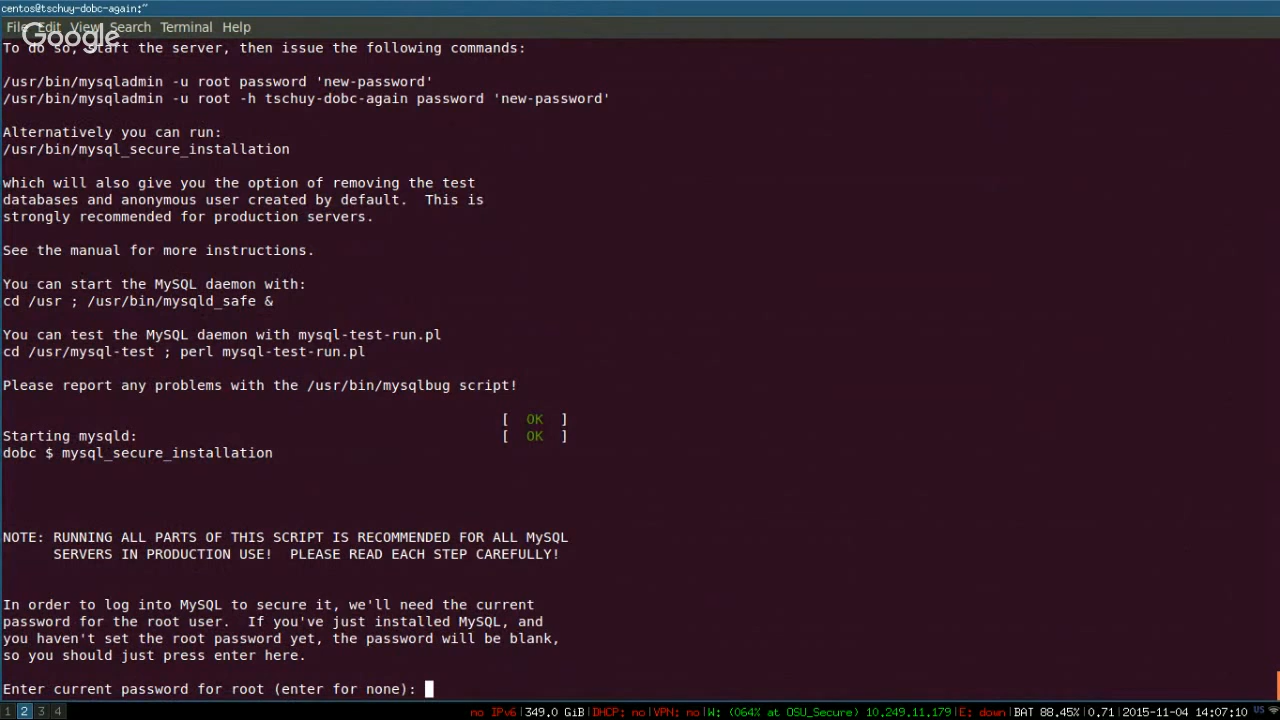 centos@tschuy-dobc-again:~
File Edit View Search Terminal Help
Google
To do so, start the server, then issue the following commands:
/usr/bin/mysqladmin -u root password 'new-password'
/usr/bin/mysqladmin -u root -h tschuy-dobc-again password 'new-password'
Alternatively you can run:
/usr/bin/mysql_secure_installation
which will also give you the option of removing the test
databases and anonymous user created by default.  This is
strongly recommended for production servers.
See the manual for more instructions.
You can start the MySQL daemon with:
cd /usr ; /usr/bin/mysqld_safe &
You can test the MySQL daemon with mysql-test-run.pl
cd /usr/mysql-test ; perl mysql-test-run.pl
Please report any problems with the /usr/bin/mysqlbug script!
[  OK  ]
Starting mysqld: [  OK  ]
dobc $ mysql_secure_installation
NOTE: RUNNING ALL PARTS OF THIS SCRIPT IS RECOMMENDED FOR ALL MySQL
SERVERS IN PRODUCTION USE!  PLEASE READ EACH STEP CAREFULLY!
In order to log into MySQL to secure it, we'll need the current
password for the root user.  If you've just installed MySQL, and
you haven't set the root password yet, the password will be blank,
so you should just press enter here.
Enter current password for root (enter for none):
1 2 3 4 no IPv6|349.0 GiB|DHCP: no|VPN: no|W: (064% at OSU_Secure) 10.249.11.179|E: down|BAT 88.45%|0.71|2015-11-04 14:07:10 US